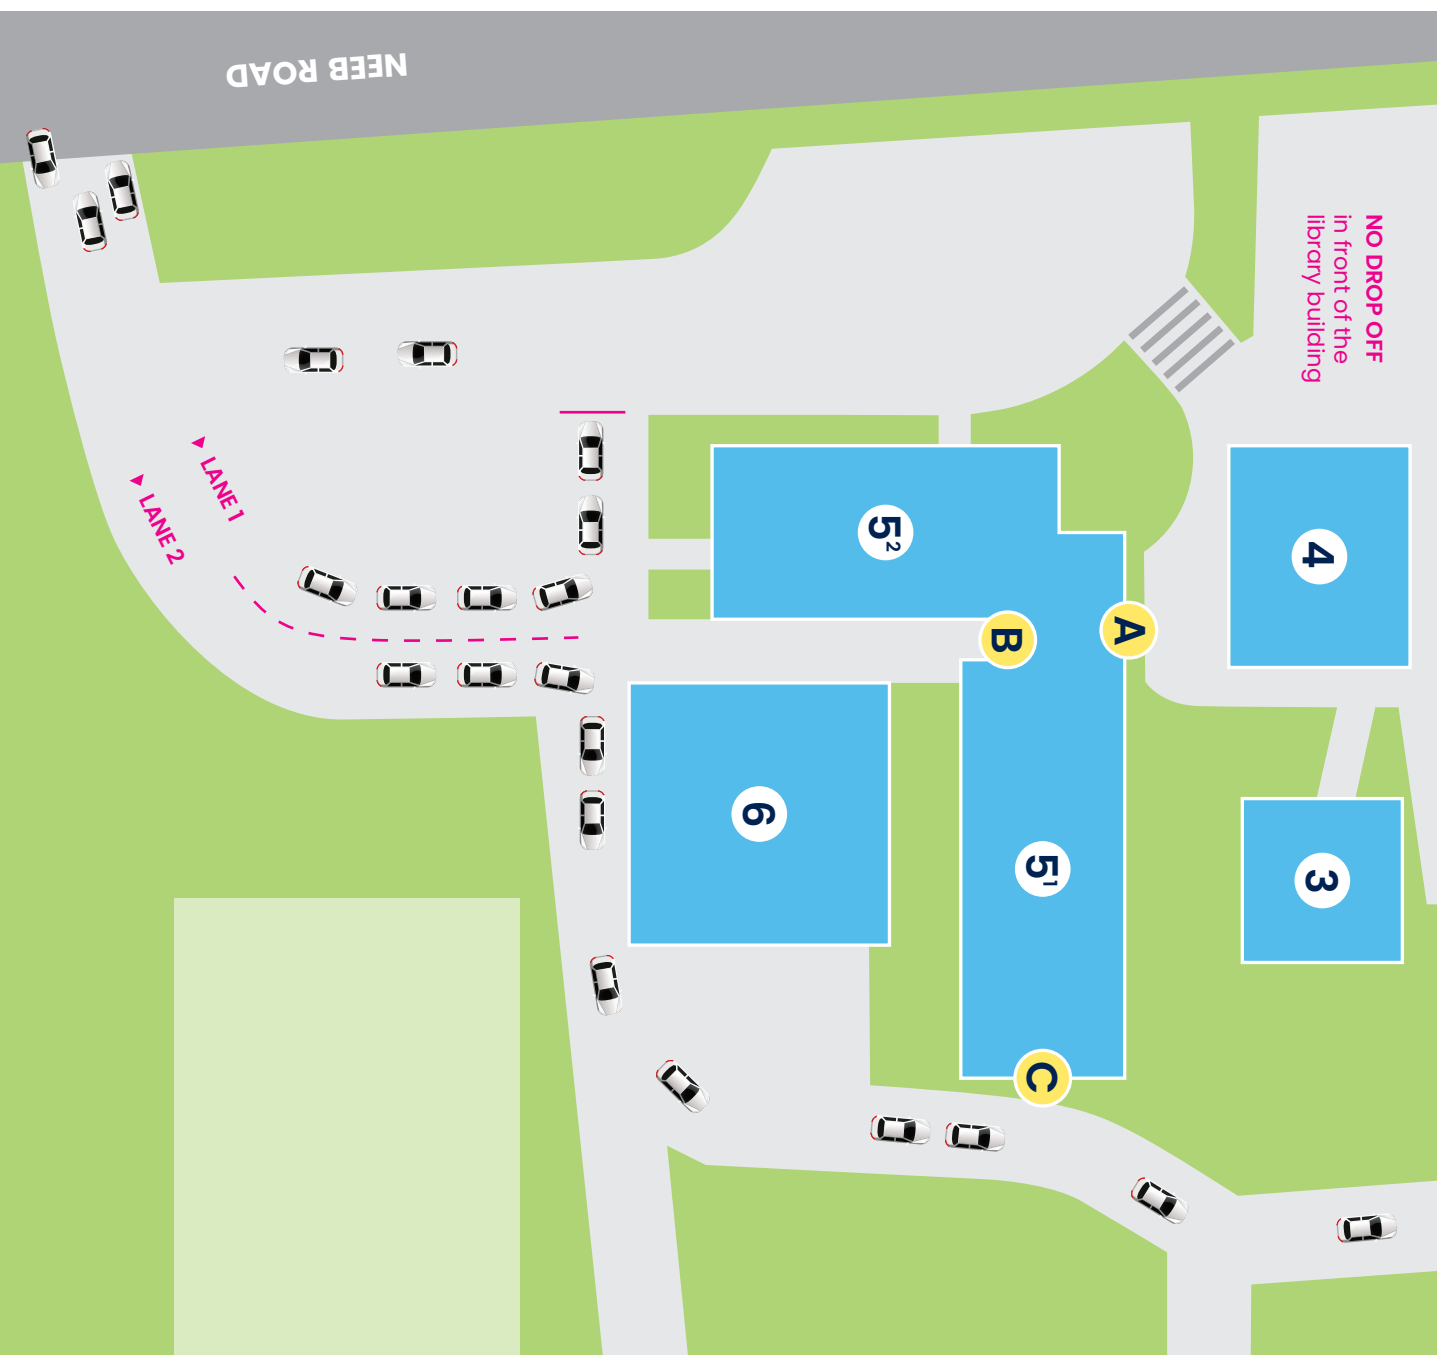 NEEB ROAD
NO DROP OFF
in front of the
library building
LANE 1
LANE 2
5²
4
B
A
6
5¹
3
C